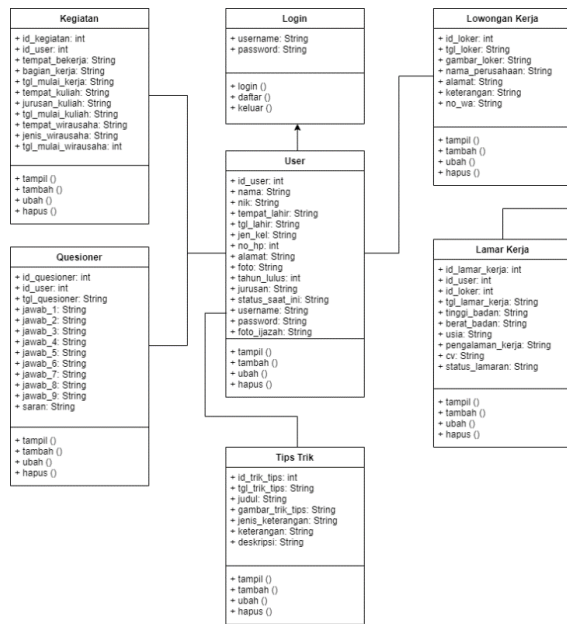 Kegiatan
+ id_kegiatan: int
+ id_user: int
+ tempat_bekerja: String
+ bagian_kerja: String
+ tgl_mulai_kerja: String
+ tempat_kuliah: String
+ jurusan_kuliah: String
+ tgl_mulai_kuliah: String
+ tempat_wirausaha: String
+ jenis_wirausaha: String
+ tgl_mulai_wirausaha: int
+ tampil ()
+ tambah ()
+ ubah ()
+ hapus ()
Login
+ username: String
+ password: String
+ login ()
+ daftar ()
+ keluar ()
Lowongan Kerja
+ id_loker: int
+ tgl_loker: String
+ gambar_loker: String
+ nama_perusahaan: String
+ alamat: String
+ keterangan: String
+ no_wa: String
+ tampil ()
+ tambah ()
+ ubah ()
+ hapus ()
User
+ id_user: int
+ nama: String
+ nik: String
+ tempat_lahir: String
+ tgl_lahir: String
+ jen_kel: String
+ no_hp: int
+ alamat: String
+ foto: String
+ tahun_lulus: int
+ jurusan: String
+ status_saat_ini: String
+ username: String
+ password: String
+ foto_ijazah: String
+ tampil ()
+ tambah ()
+ ubah ()
+ hapus ()
Quesioner
+ id_quesioner: int
+ id_user: int
+ tgl_quesioner: String
+ jawab_1: String
+ jawab_2: String
+ jawab_3: String
+ jawab_4: String
+ jawab_5: String
+ jawab_6: String
+ jawab_7: String
+ jawab_8: String
+ jawab_9: String
+ saran: String
+ tampil ()
+ tambah ()
+ ubah ()
+ hapus ()
Lamar Kerja
+ id_lamar_kerja: int
+ id_user: int
+ id_loker: int
+ tgl_lamar_kerja: String
+ tinggi_badan: String
+ berat_badan: String
+ usia: String
+ pengalaman_kerja: String
+ cv: String
+ status_lamaran: String
+ tampil ()
+ tambah ()
+ ubah ()
+ hapus ()
Tips Trik
+ id_trik_tips: int
+ tgl_trik_tips: String
+ judul: String
+ gambar_trik_tips: String
+ jenis_keterangan: String
+ keterangan: String
+ deskripsi: String
+ tampil ()
+ tambah ()
+ ubah ()
+ hapus ()